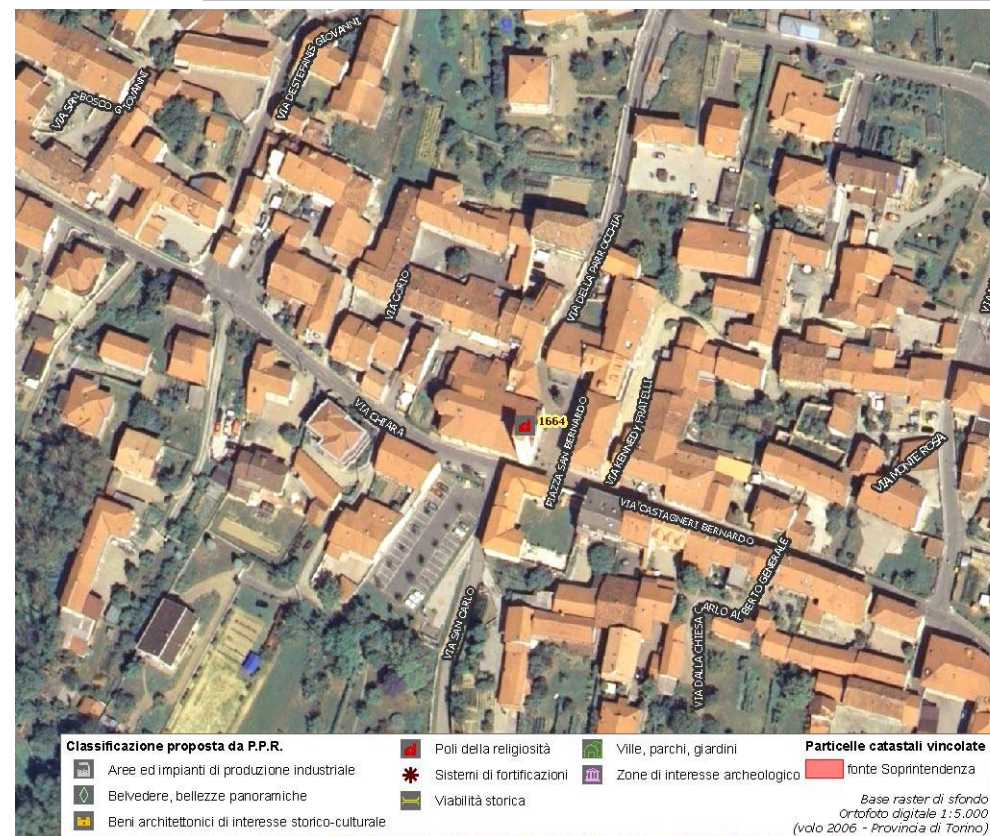 VIA SAN BOSCO GIOVANNI
VIA DESTEFANIS GIOVANNI
VIA DELLA PARROCCHIA
VIA CORIO
VIA CHIARA
1664
PIAZZA SAN BERNARDO
VIA KENNEDY FRATELLI
VIA MONTE ROSA
VIA CASTAGNERI BERNARDO
VIA DALLA CHIESA CARLO ALBERTO GENERALE
VIA SAN CARLO
Classificazione proposta da P.P.R.
Aree ed impianti di produzione industriale
Belvedere, bellezze panoramiche
Beni architettonici di interesse storico-culturale
Poli della religiosità
Sistemi di fortificazioni
Viabilità storica
Ville, parchi, giardini
Zone di interesse archeologico
Particelle catastali vincolate
fonte Soprintendenza
Base raster di sfondo
Ortofoto digitale 1:5.000
(volo 2006 - Provincia di Torino)